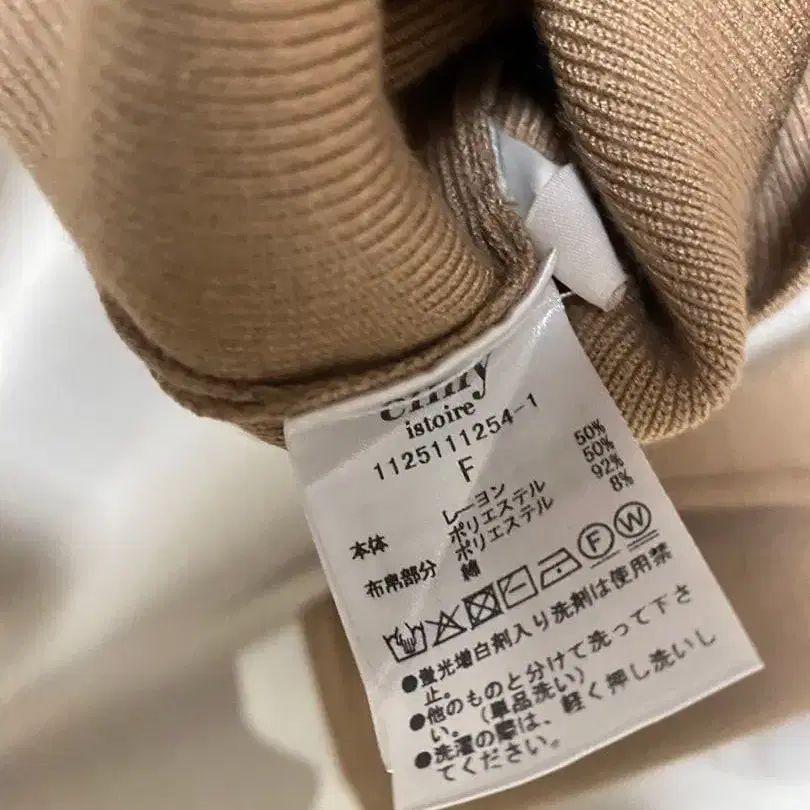 emmy
istoire
1125111254-1
F
本体 レーヨン 50%
ポリエステル 50%
布帛部分 ポリエステル 92%
綿 8%
F W
●蛍光増白剤入り洗剤は使用禁
止。
●他のものと分けて洗って下さ
い。(単品洗い)
●洗濯の際は、軽く押し洗いし
てください。